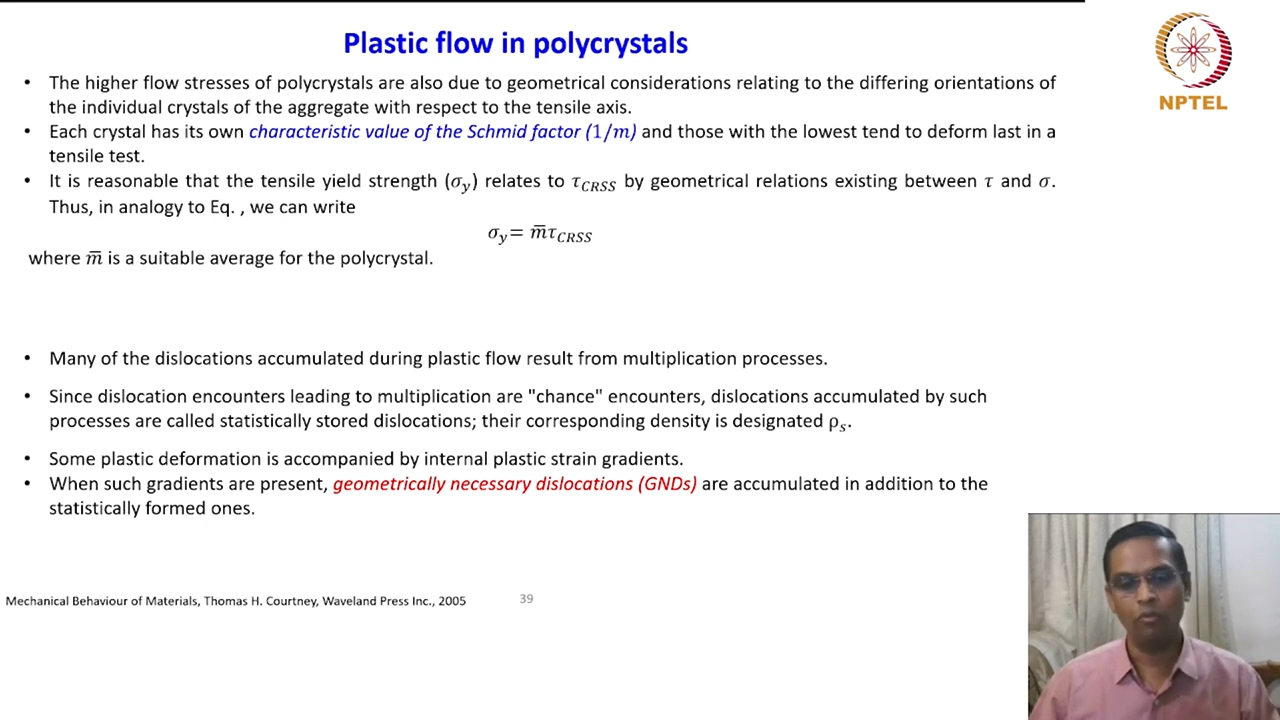 Plastic flow in polycrystals
NPTEL
• The higher flow stresses of polycrystals are also due to geometrical considerations relating to the differing orientations of
the individual crystals of the aggregate with respect to the tensile axis.
• Each crystal has its own characteristic value of the Schmid factor (1/m) and those with the lowest tend to deform last in a
tensile test.
• It is reasonable that the tensile yield strength (σ_y) relates to τ_CRSS by geometrical relations existing between τ and σ.
Thus, in analogy to Eq. , we can write
σ_y= m̅τ_CRSS
where m̅ is a suitable average for the polycrystal.
• Many of the dislocations accumulated during plastic flow result from multiplication processes.
• Since dislocation encounters leading to multiplication are "chance" encounters, dislocations accumulated by such
processes are called statistically stored dislocations; their corresponding density is designated ρ_s.
• Some plastic deformation is accompanied by internal plastic strain gradients.
• When such gradients are present, geometrically necessary dislocations (GNDs) are accumulated in addition to the
statistically formed ones.
Mechanical Behaviour of Materials, Thomas H. Courtney, Waveland Press Inc., 2005
39